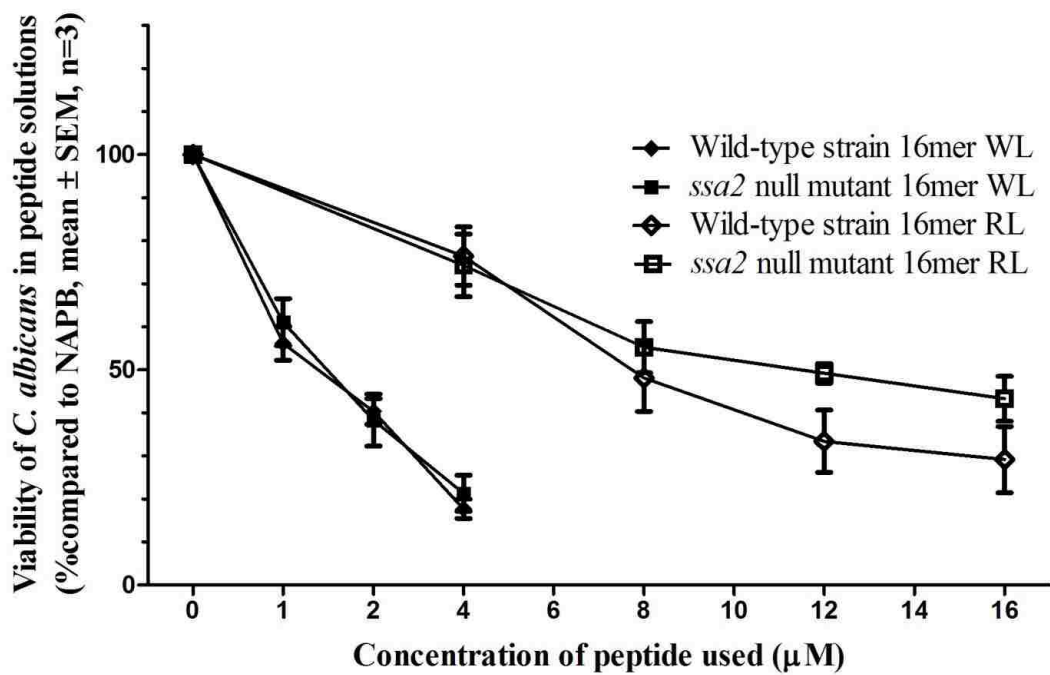 Viability of C. albicans in peptide solutions
(%compared to NAPB, mean ± SEM, n=3)
100
50
0
Wild-type strain 16mer WL
ssa2 null mutant 16mer WL
Wild-type strain 16mer RL
ssa2 null mutant 16mer RL
0 1 2 4 8 10 12 14 16
Concentration of peptide used (μM)